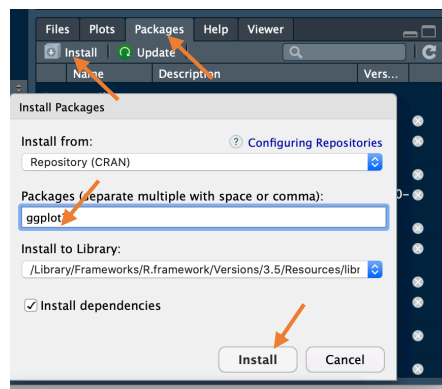 Files Plots Packages Help Viewer
Install Update
Name Description Vers...
Install Packages
Install from:
? Configuring Repositories
Repository (CRAN)
Packages (separate multiple with space or comma):
0-
ggplot
Install to Library:
/Library/Frameworks/R.framework/Versions/3.5/Resources/libr
Install dependencies
Install Cancel